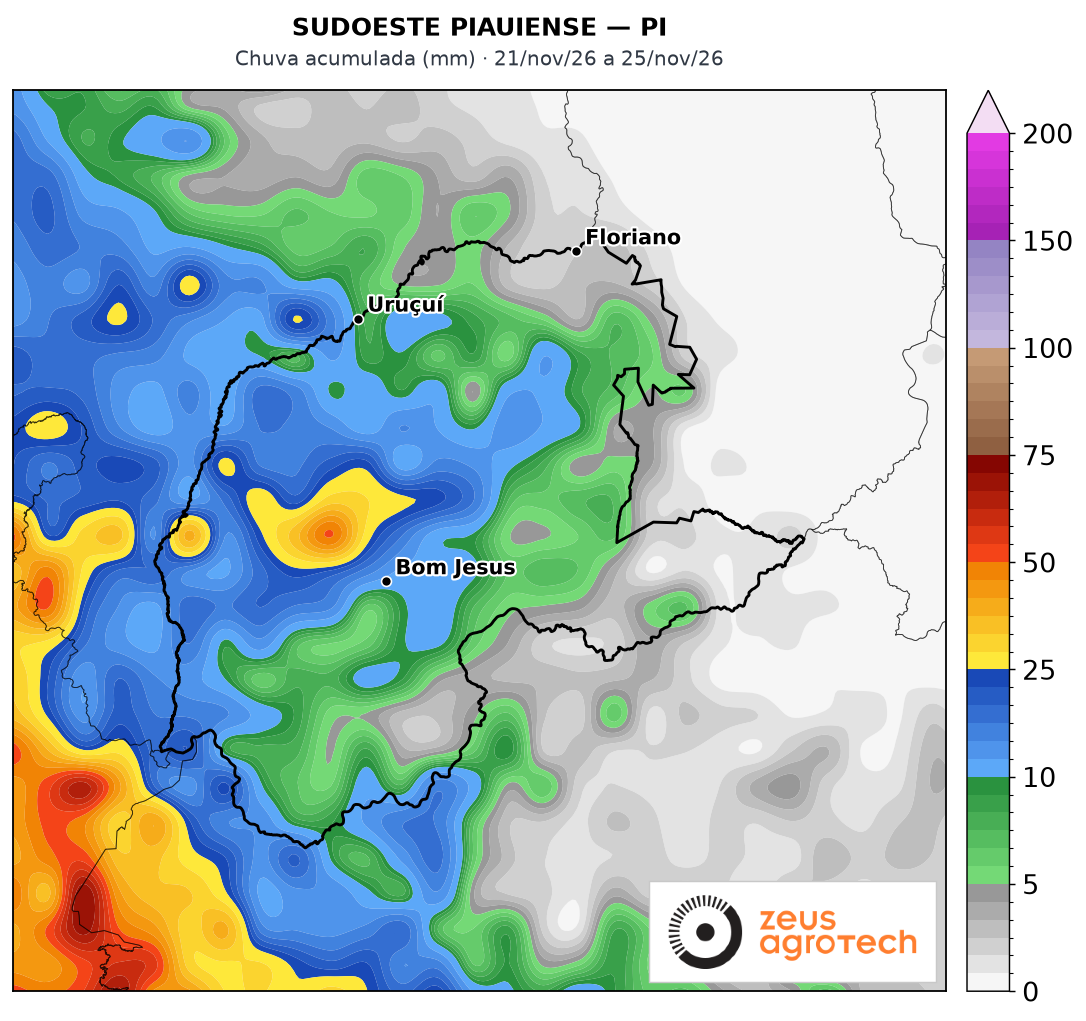 SUDOESTE PIAUIENSE — PI
Chuva acumulada (mm) · 21/nov/26 a 25/nov/26
Floriano
Uruçuí
Bom Jesus
200
150
100
75
50
25
10
5
0
zeus
agrotech